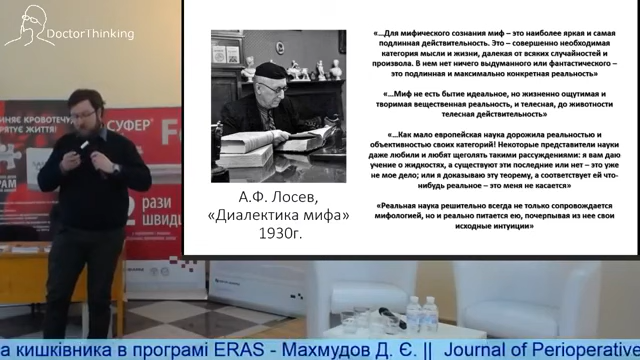 DoctorThinking
«...Для мифического сознания миф – это наиболее яркая и самая
подлинная действительность. Это – совершенно необходимая
категория мысли и жизни, далекая от всяких случайностей и
произвола. В нем нет ничего выдуманного или фантастического –
это подлинная и максимально конкретная реальность»
«...Миф не есть бытие идеальное, но жизненно ощутимая и
творимая вещественная реальность, и телесная, до животности
телесная действительность»
«...Как мало европейская наука дорожила реальностью и
объективностью своих категорий! Некоторые представители науки
даже любили и любят щеголять такими рассуждениями: я вам даю
учение о жидкостях, а существуют эти последние или нет – это уже
не мое дело; или я доказываю эту теорему, а соответствует ей что-
нибудь реальное – это меня не касается»
«Реальная наука решительно всегда не только сопровождается
мифологией, но и реально питается ею, почерпывая из нее свои
исходные интуиции»
А.Ф. Лосев,
«Диалектика мифа»
1930г.
ИНЯЄ КРОВОТЕЧУ
РЯТУЄ ЖИТТЯ!
СУФЕР®
рази
швидш
а кишківника в програмі ERAS - Махмудов Д. Є. || Journal of Perioperative